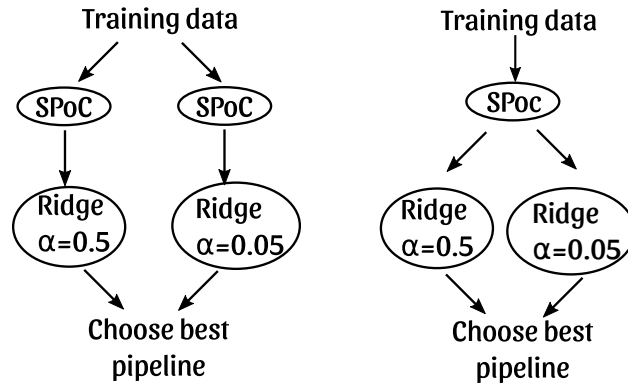 Training data
SPoC
SPoC
Ridge
α=0.5
Ridge
α=0.05
Choose best
pipeline
Training data
SPoc
Ridge
α=0.5
Ridge
α=0.05
Choose best
pipeline